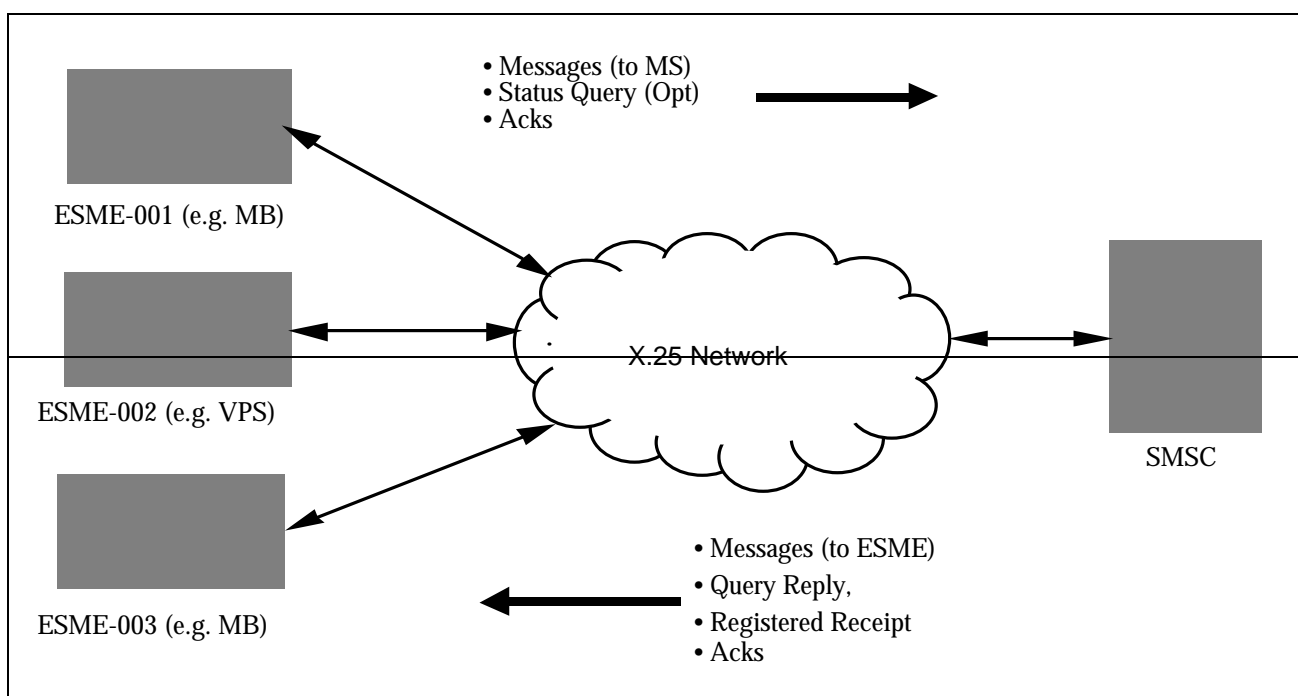 • Messages (to MS)
• Status Query (Opt)
• Acks
ESME-001 (e.g. MB)
X.25 Network
ESME-002 (e.g. VPS)
SMSC
• Messages (to ESME)
• Query Reply,
• Registered Receipt
• Acks
ESME-003 (e.g. MB)